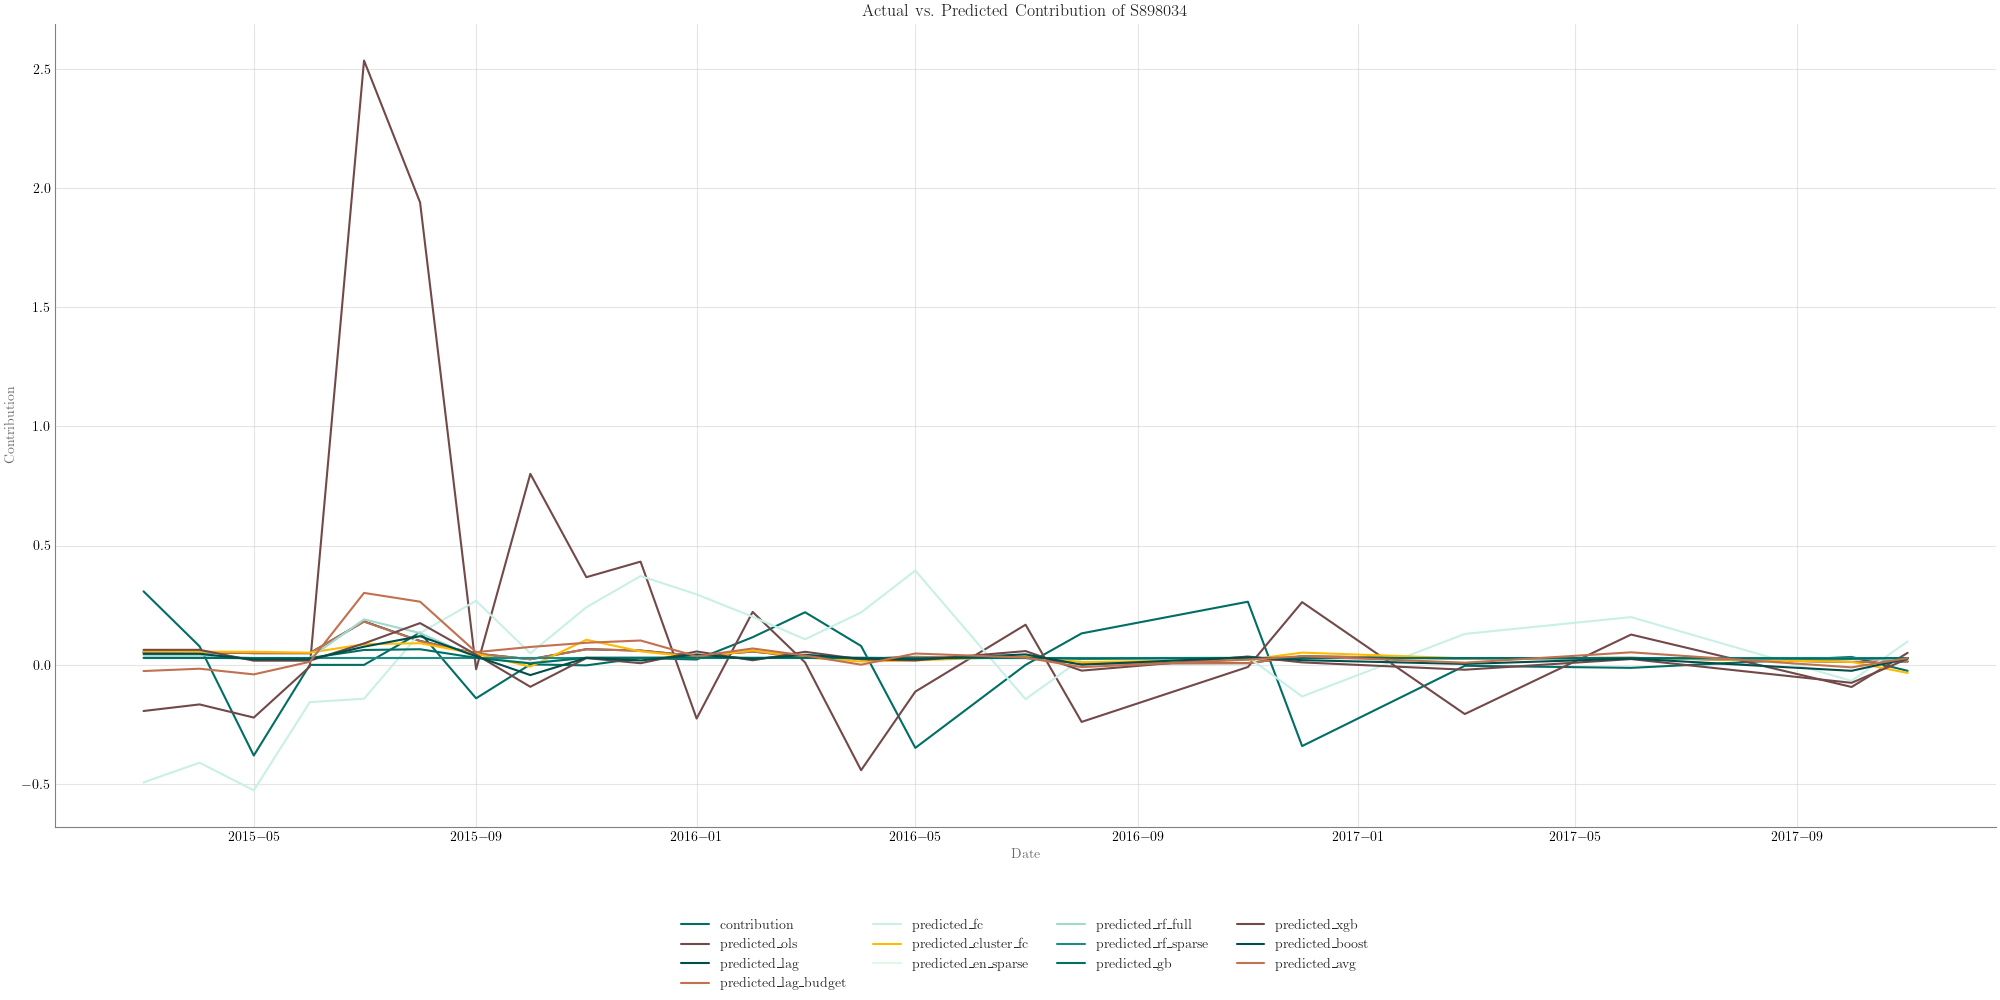 Actual vs. Predicted Contribution of S898034
2.5
2.0
1.5
1.0
0.5
0.0
−0.5
Contribution
2015−05
2015−09
2016−01
2016−05
2016−09
2017−01
2017−05
2017−09
Date
contribution
predicted_ols
predicted_lag
predicted_lag_budget
predicted_fc
predicted_cluster_fc
predicted_en_sparse
predicted_rf_full
predicted_rf_sparse
predicted_gb
predicted_xgb
predicted_boost
predicted_avg